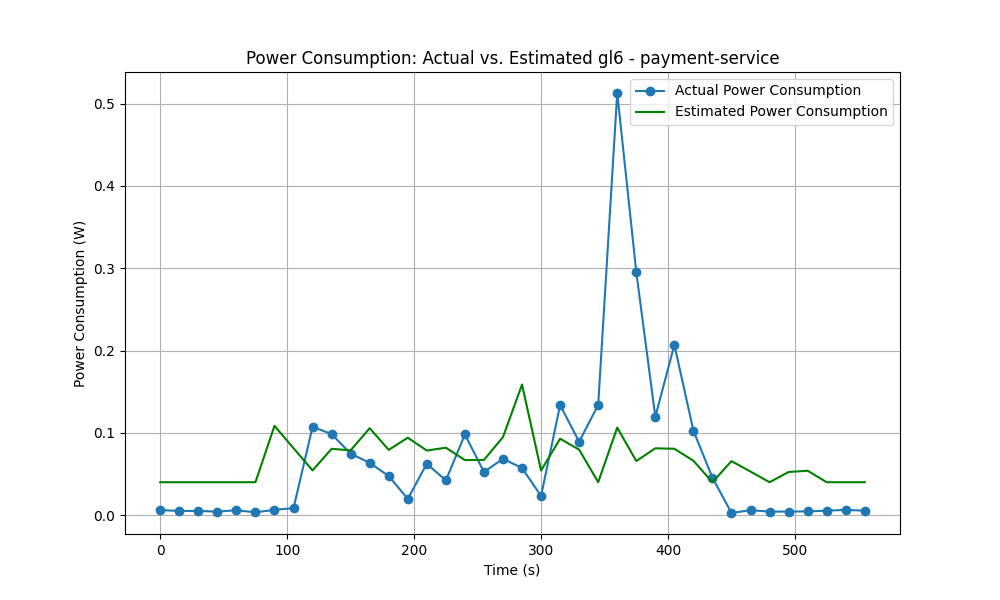 Power Consumption: Actual vs. Estimated gl6 - payment-service
Actual Power Consumption
Estimated Power Consumption
Power Consumption (W)
0.5
0.4
0.3
0.2
0.1
0.0
0 100 200 300 400 500
Time (s)